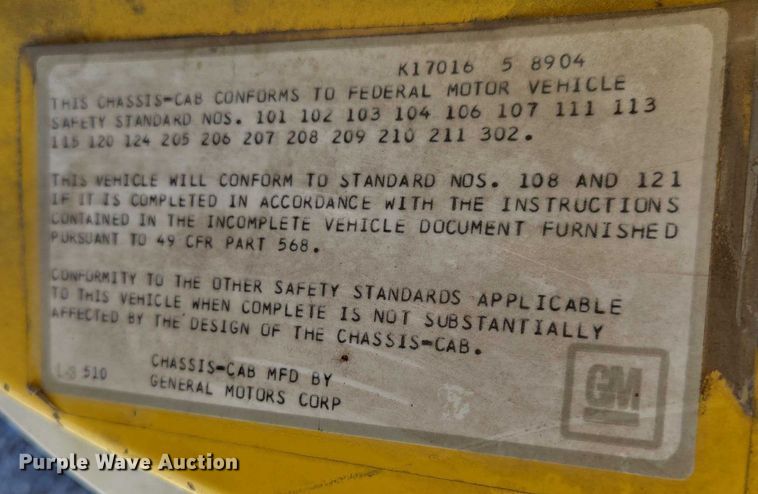 K17016 5 8904
THIS CHASSIS-CAB CONFORMS TO FEDERAL MOTOR VEHICLE
SAFETY STANDARD NOS. 101 102 103 104 106 107 111 113
115 120 124 205 206 207 208 209 210 211 302.
THIS VEHICLE WILL CONFORM TO STANDARD NOS. 108 AND 121
IF IT IS COMPLETED IN ACCORDANCE WITH THE INSTRUCTIONS
CONTAINED IN THE INCOMPLETE VEHICLE DOCUMENT FURNISHED
PURSUANT TO 49 CFR PART 568.
CONFORMITY TO THE OTHER SAFETY STANDARDS APPLICABLE
TO THIS VEHICLE WHEN COMPLETE IS NOT SUBSTANTIALLY
AFFECTED BY THE DESIGN OF THE CHASSIS-CAB.
510 CHASSIS-CAB MFD BY
GENERAL MOTORS CORP
GM
Purple Wave Auction